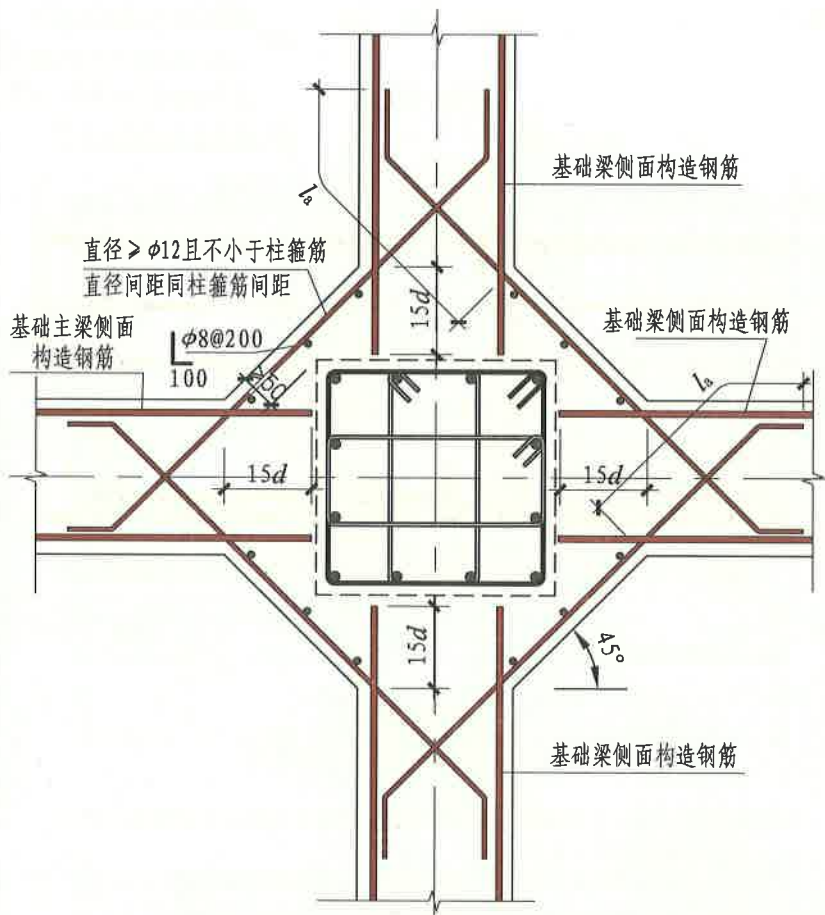 基础梁侧面构造钢筋
la
直径≥ϕ12且不小于柱箍筋
直径间距同柱箍筋间距
15d
基础主梁侧面
构造钢筋
ϕ8@200
100
≥50
基础梁侧面构造钢筋
la
15d
15d
15d
45°
基础梁侧面构造钢筋